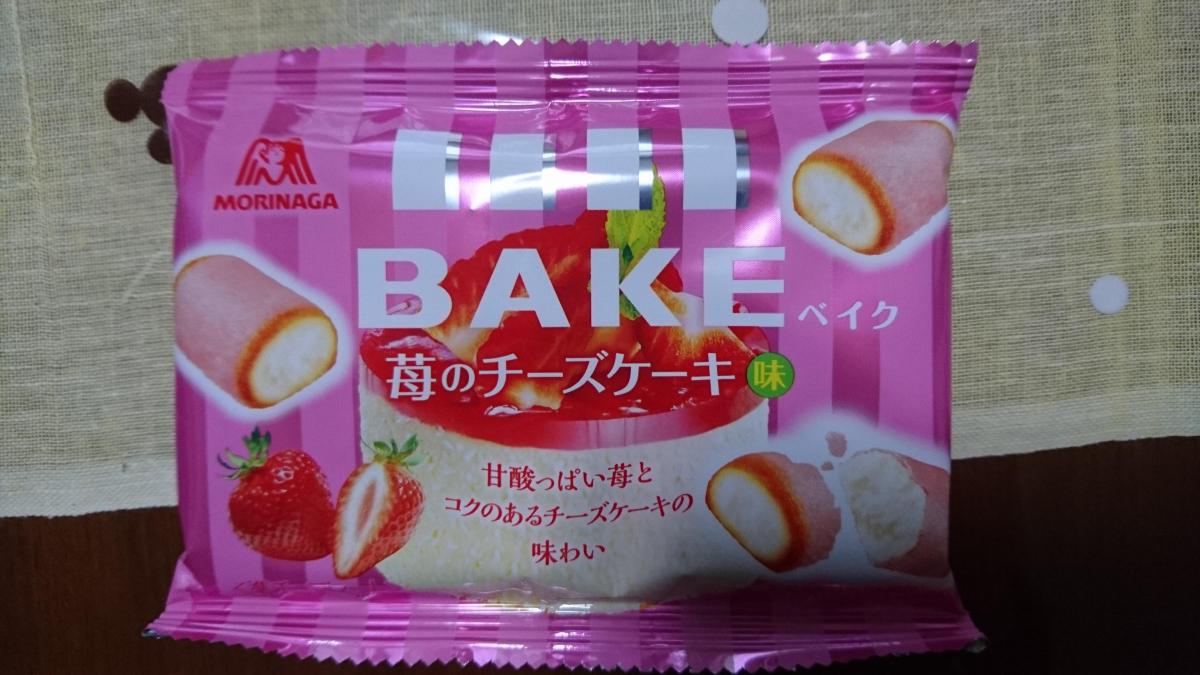 MORINAGA
BAKE ベイク
苺のチーズケーキ味
甘酸っぱい苺と
コクのあるチーズケーキの
味わい